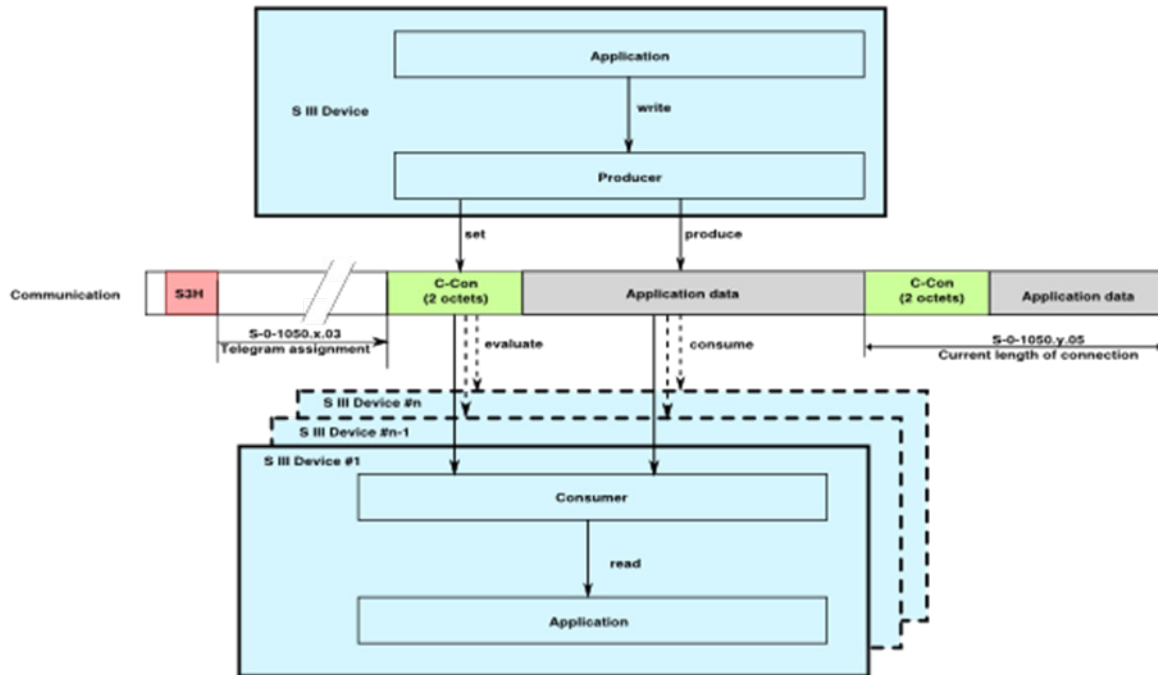 Application
write
S III Device
Producer
set
produce
Communication
S3H
C-Con
(2 octets)
Application data
C-Con
(2 octets)
Application data
S-0-1050.x.03
Telegram assignment
evaluate
consume
S-0-1050.y.05
Current length of connection
S III Device #n
S III Device #n-1
S III Device #1
Consumer
read
Application